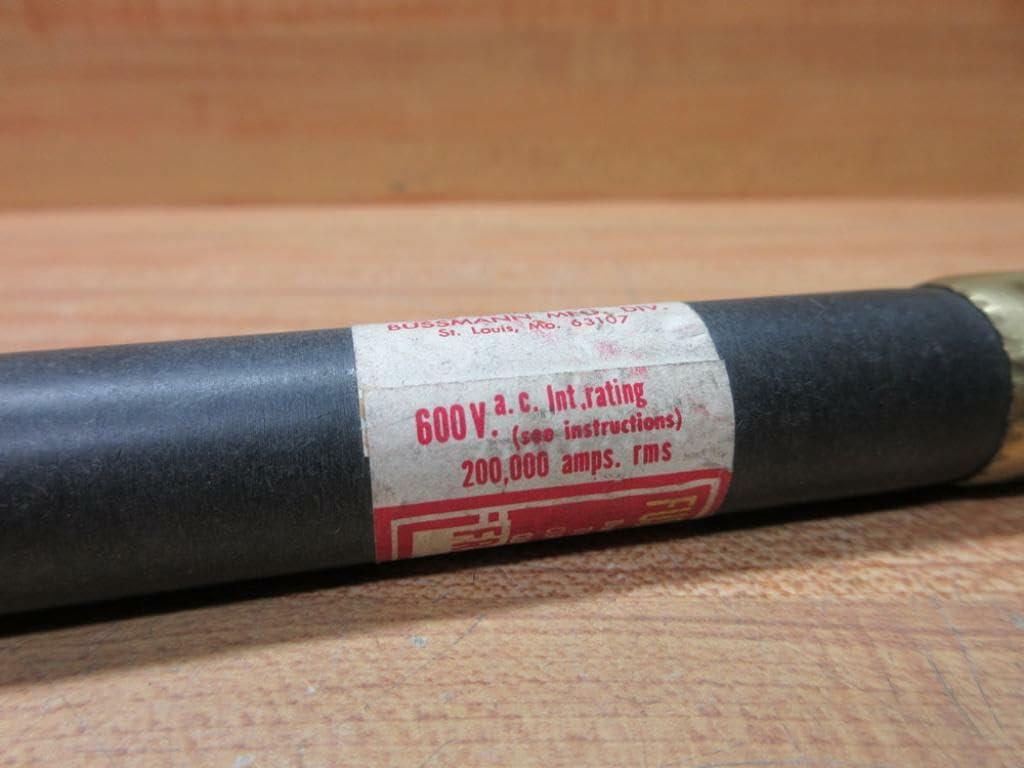 BUSSMANN MFG. DIV.
St. Louis, Mo. 63107
600V. a. c. Int. rating
(see instructions)
200,000 amps. rms